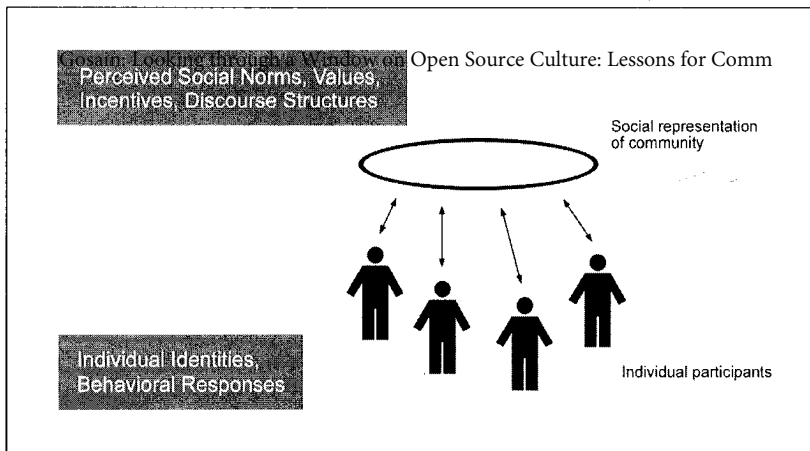 Gosain: Looking through a Window on Open Source Culture: Lessons for Comm
Perceived Social Norms, Values,
Incentives, Discourse Structures
Social representation
of community
Individual Identities,
Behavioral Responses
Individual participants